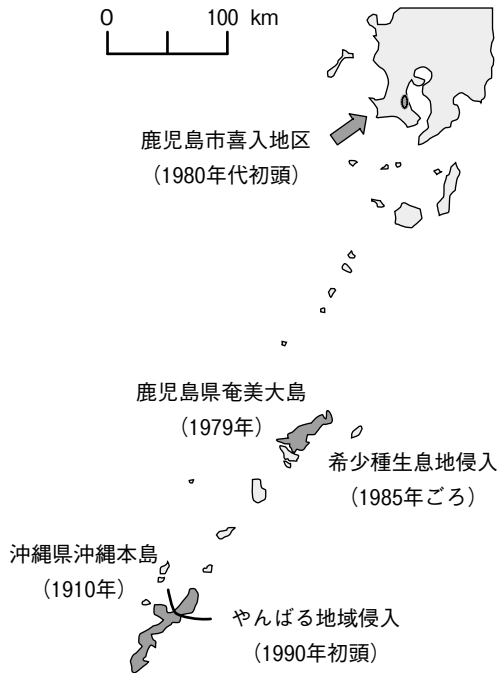 0 100 km
鹿児島市喜入地区
（1980年代初頭）
鹿児島県奄美大島
（1979年）
希少種生息地侵入
（1985年ごろ）
沖縄県沖縄本島
（1910年）
やんばる地域侵入
（1990年初頭）